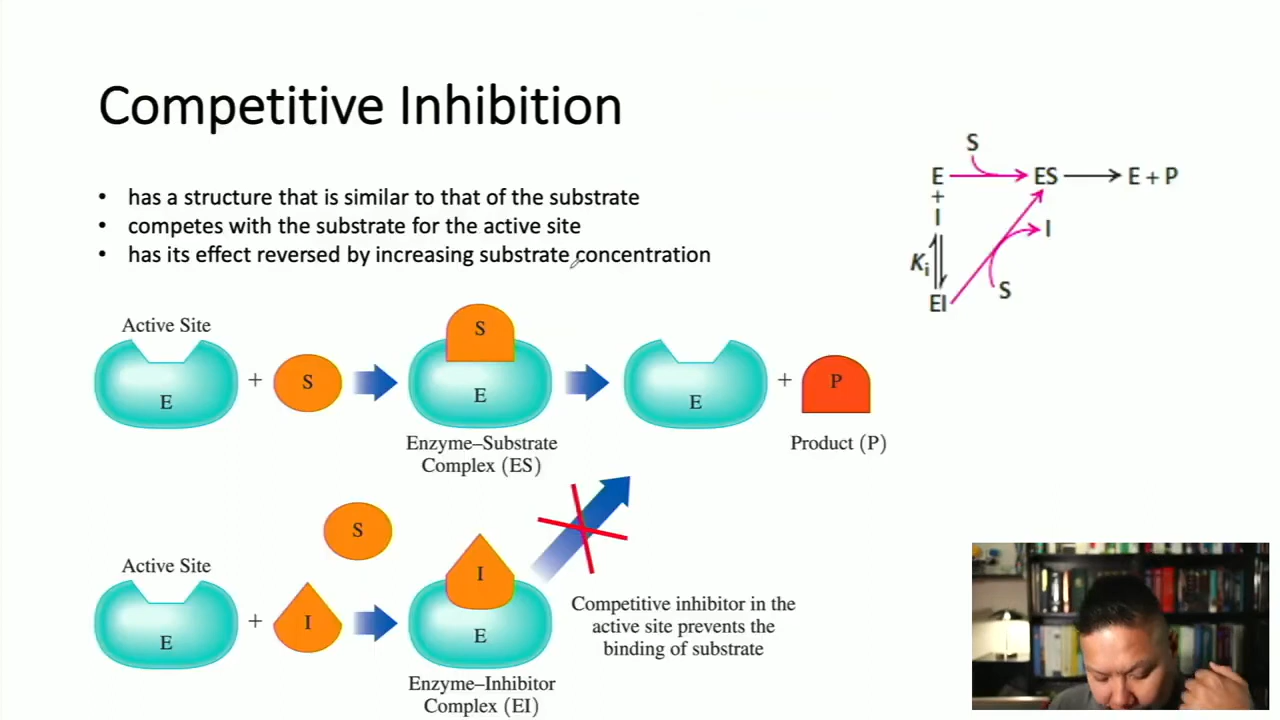 Competitive Inhibition
• has a structure that is similar to that of the substrate
• competes with the substrate for the active site
• has its effect reversed by increasing substrate concentration
S
E ES E + P
+
I
I
Ki
S
EI
Active Site
E
+
S
S
E
Enzyme–Substrate
Complex (ES)
E
+
P
Product (P)
Active Site
E
+
S
I
I
E
Enzyme–Inhibitor
Complex (EI)
Competitive inhibitor in the
active site prevents the
binding of substrate